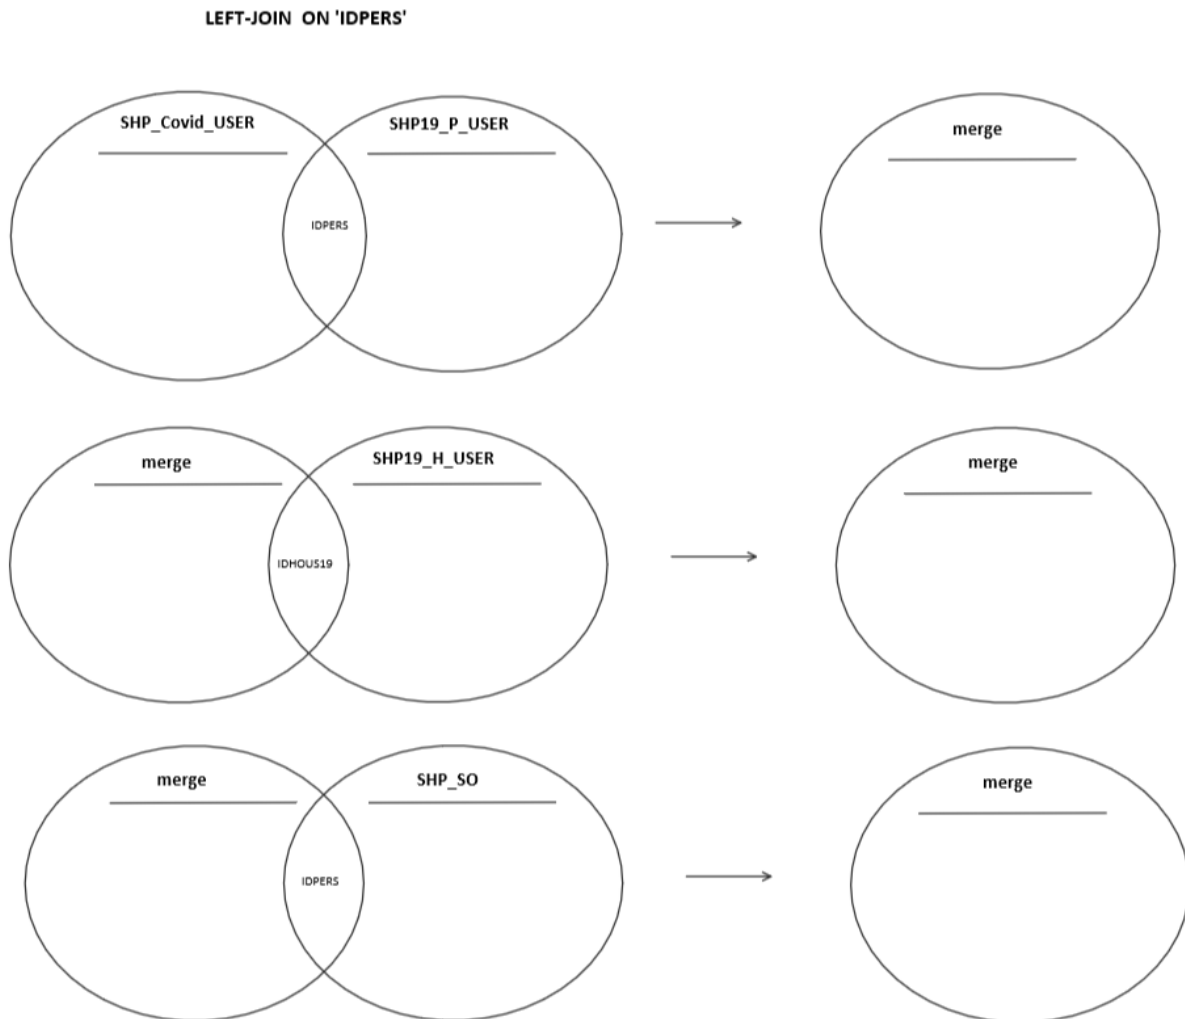 LEFT-JOIN ON 'IDPERS'
SHP_Covid_USER
SHP19_P_USER
merge
IDPERS
merge
SHP19_H_USER
merge
IDHOUS19
merge
SHP_SO
merge
IDPERS